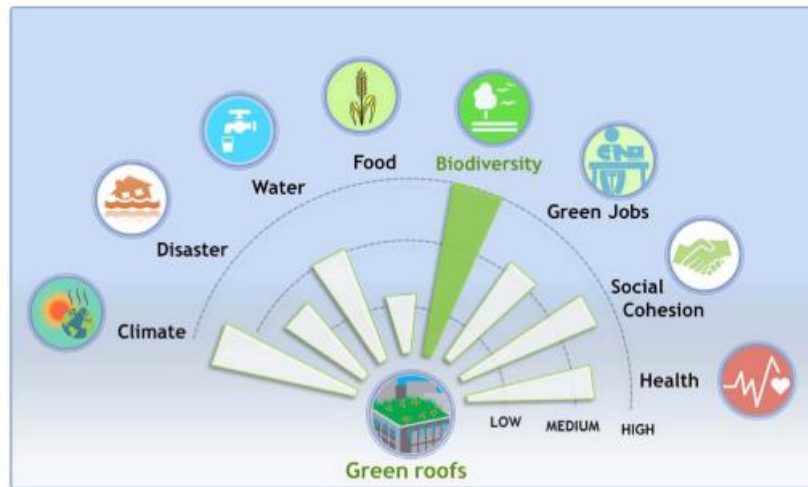 Food
Biodiversity
Water
Green Jobs
Disaster
Social
Cohesion
Climate
Health
LOW
MEDIUM
HIGH
Green roofs